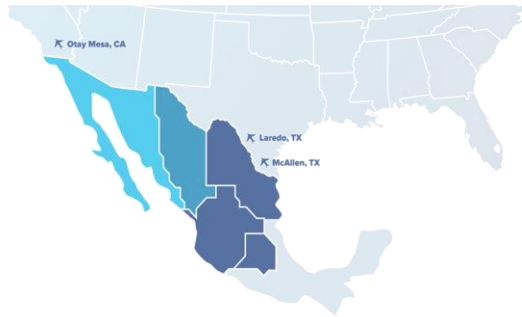 Otay Mesa, CA
Laredo, TX
McAllen, TX